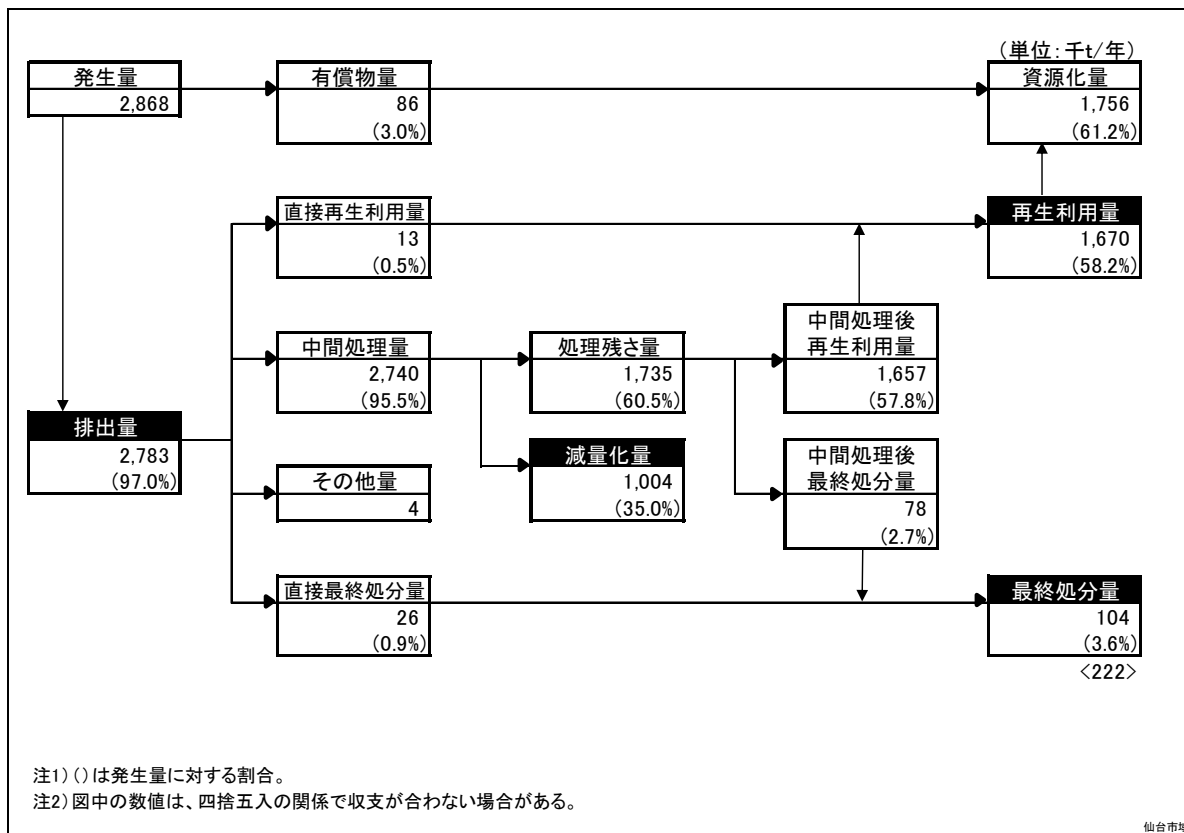 (単位:千t/年)
発生量
2,868
有償物量
86
(3.0%)
資源化量
1,756
(61.2%)
直接再生利用量
13
(0.5%)
再生利用量
1,670
(58.2%)
中間処理量
2,740
(95.5%)
処理残さ量
1,735
(60.5%)
中間処理後
再生利用量
1,657
(57.8%)
排出量
2,783
(97.0%)
減量化量
1,004
(35.0%)
中間処理後
最終処分量
78
(2.7%)
その他量
4
直接最終処分量
26
(0.9%)
最終処分量
104
(3.6%)
<222>
注1)()は発生量に対する割合。
注2)図中の数値は、四捨五入の関係で収支が合わない場合がある。
仙台市域